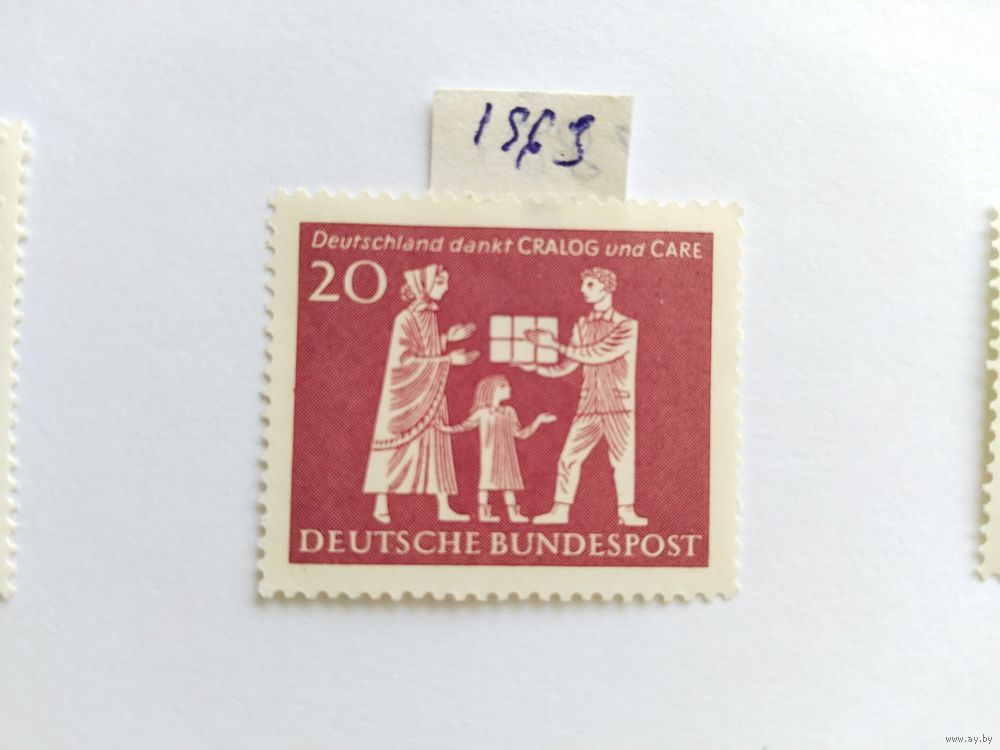 1963
Deutschland dankt CRALOG und CARE
20
DEUTSCHE BUNDESPOST
www.ay.by